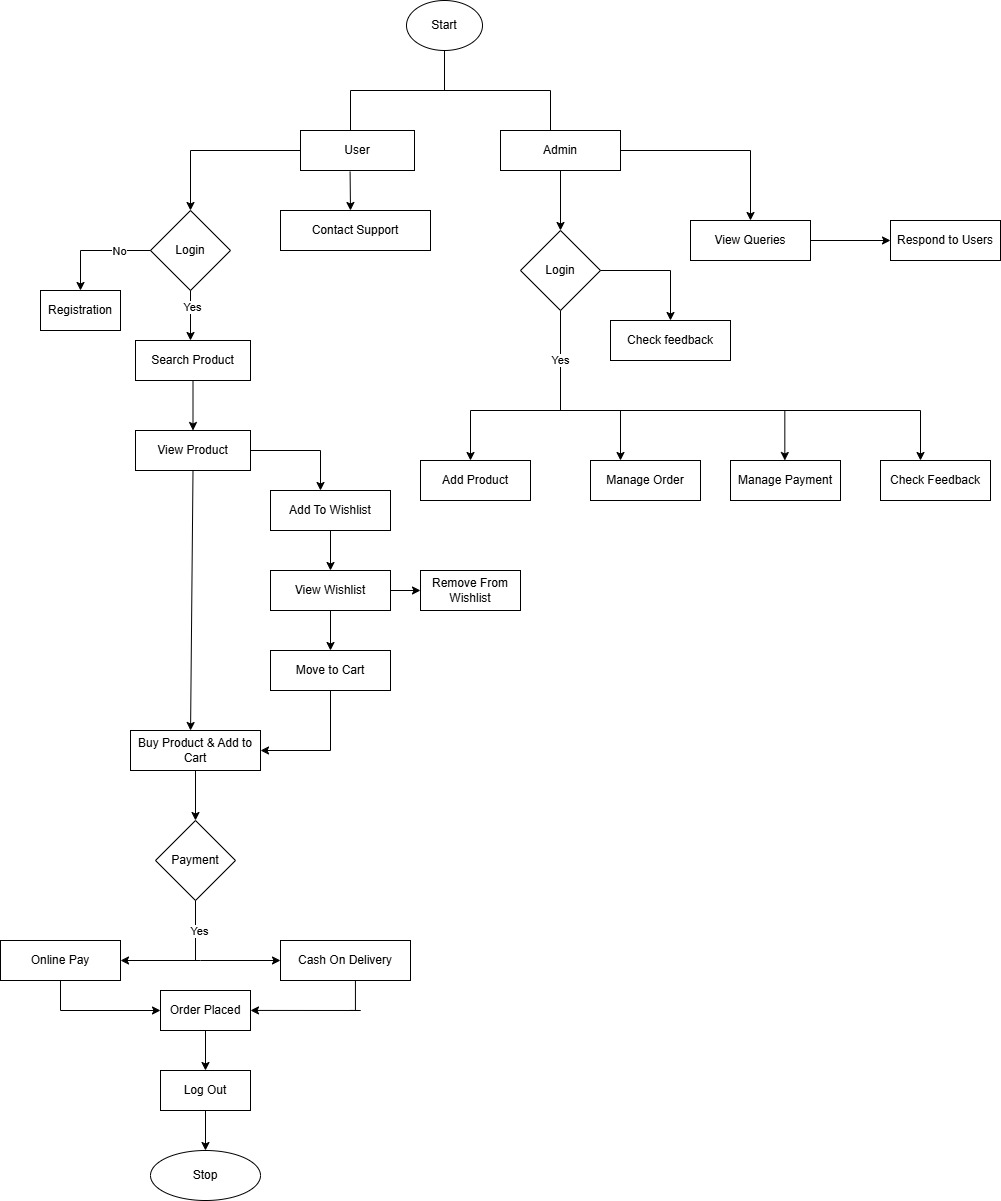 Start
User
Admin
Login
Contact Support
View Queries
Respond to Users
No
Login
Registration
Yes
Check feedback
Search Product
Yes
View Product
Add Product
Manage Order
Manage Payment
Check Feedback
Add To Wishlist
View Wishlist
Remove From
Wishlist
Move to Cart
Buy Product & Add to
Cart
Payment
Yes
Online Pay
Cash On Delivery
Order Placed
Log Out
Stop